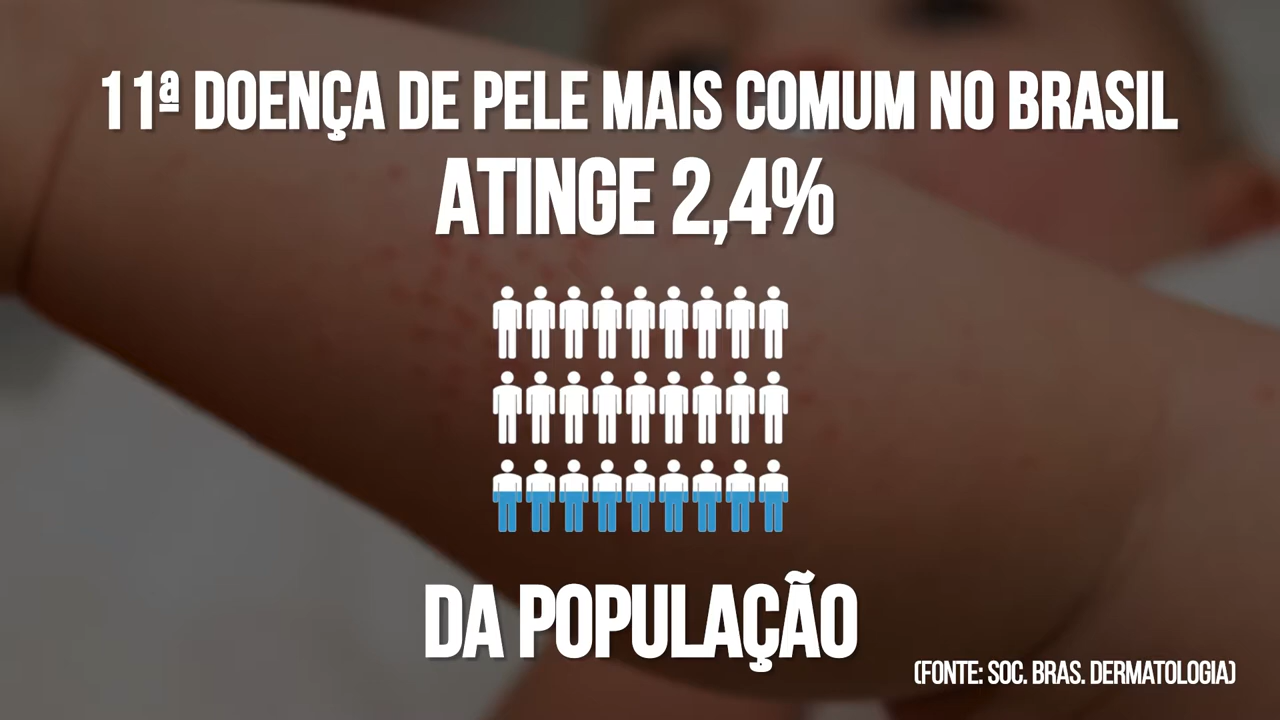 11ª DOENÇA DE PELE MAIS COMUM NO BRASIL
ATINGE 2,4%
DA POPULAÇÃO
(FONTE: SOC. BRAS. DERMATOLOGIA)